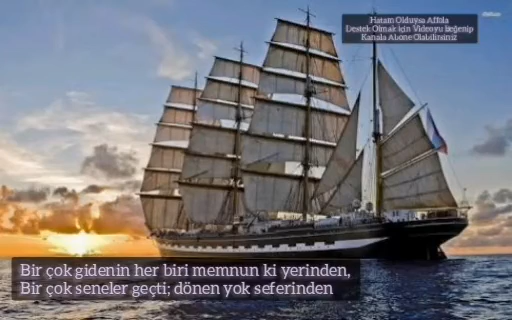 Hatam Olduysa Affola
Destek Olmak İçin Videoyu Beğenip
Kanala Abone Olabilirsiniz
Bir çok gidenin her biri memnun ki yerinden,
Bir çok seneler geçti; dönen yok seferinden